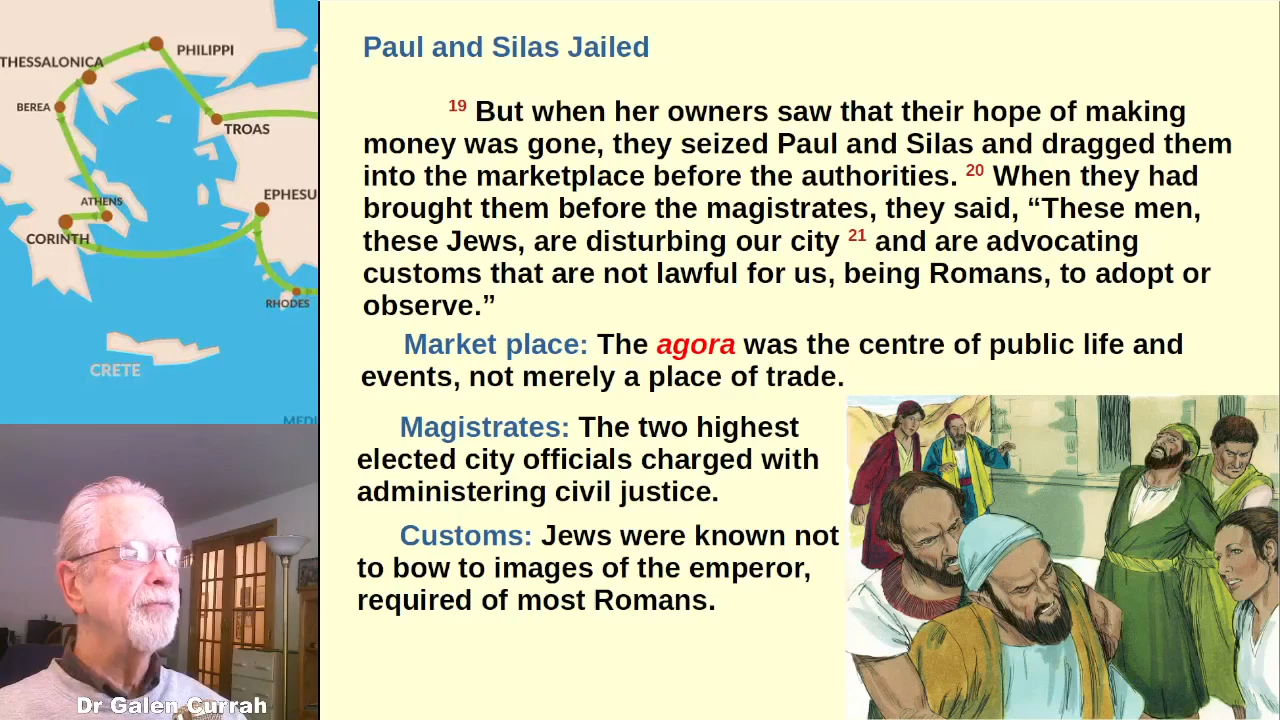 PHILIPPI
THESSALONICA
BEREA
TROAS
ATHENS
EPHESU
CORINTH
RHODES
CRETE
MEDI
Dr Galen Currah
Paul and Silas Jailed
19 But when her owners saw that their hope of making
money was gone, they seized Paul and Silas and dragged them
into the marketplace before the authorities. 20 When they had
brought them before the magistrates, they said, “These men,
these Jews, are disturbing our city 21 and are advocating
customs that are not lawful for us, being Romans, to adopt or
observe.”
Market place: The agora was the centre of public life and
events, not merely a place of trade.
Magistrates: The two highest
elected city officials charged with
administering civil justice.
Customs: Jews were known not
to bow to images of the emperor,
required of most Romans.